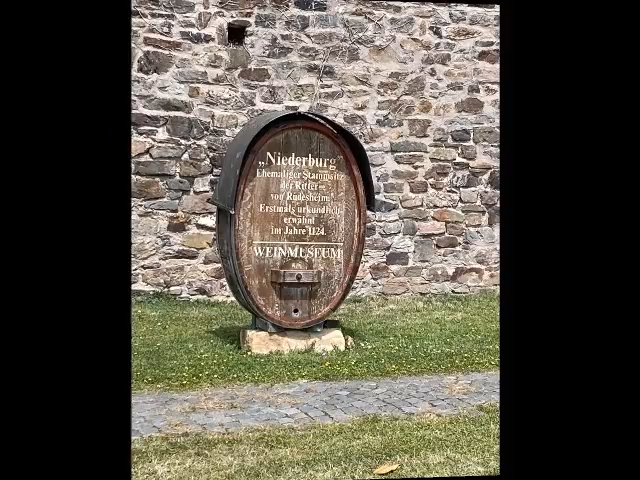 „Niederburg"
Ehemaliger Stammsitz
der Ritter
von Rüdesheim.
Erstmals urkundlich
erwähnt
im Jahre 1124.
WEINMUSEUM